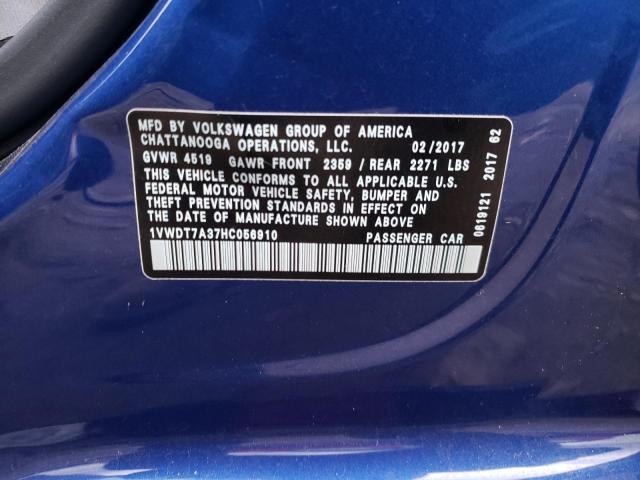 MFD BY VOLKSWAGEN GROUP OF AMERICA
CHATTANOOGA OPERATIONS, LLC. 02/2017
GVWR 4519 GAWR FRONT 2359 / REAR 2271 LBS
THIS VEHICLE CONFORMS TO ALL APPLICABLE U.S.
FEDERAL MOTOR VEHICLE SAFETY, BUMPER AND
THEFT PREVENTION STANDARDS IN EFFECT ON
THE DATE OF MANUFACTURE SHOWN ABOVE
1VWDT7A37HC056910 PASSENGER CAR
0619121 2017 62